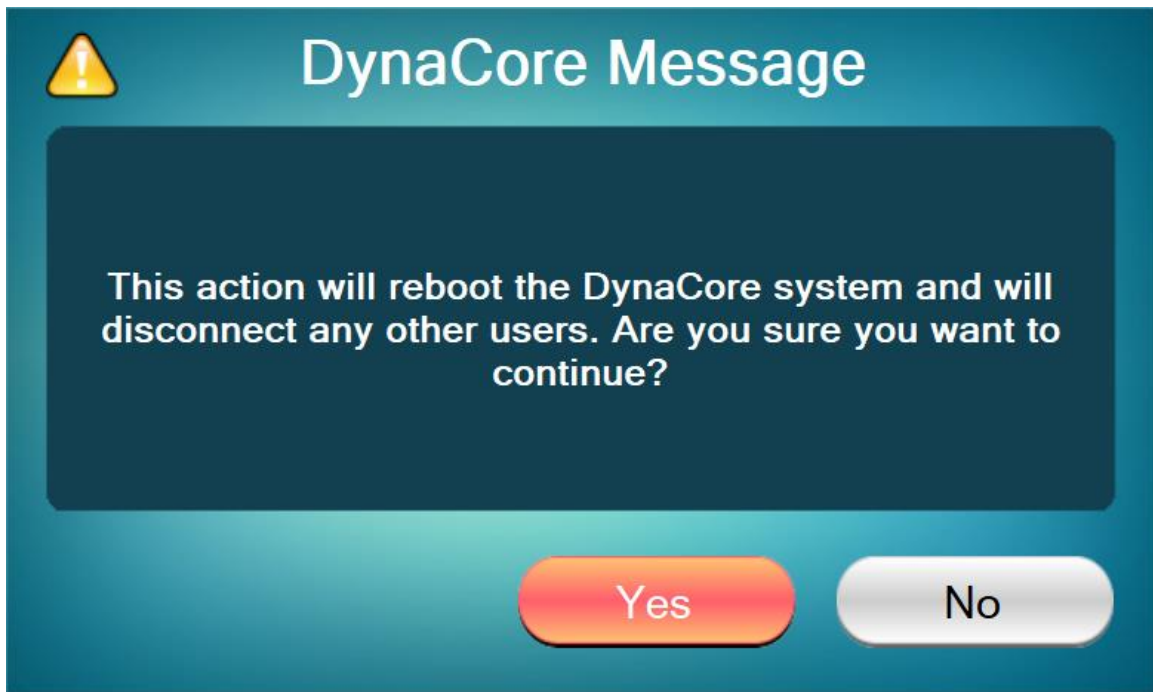 DynaCore Message
This action will reboot the DynaCore system and will
disconnect any other users. Are you sure you want to
continue?
Yes
No